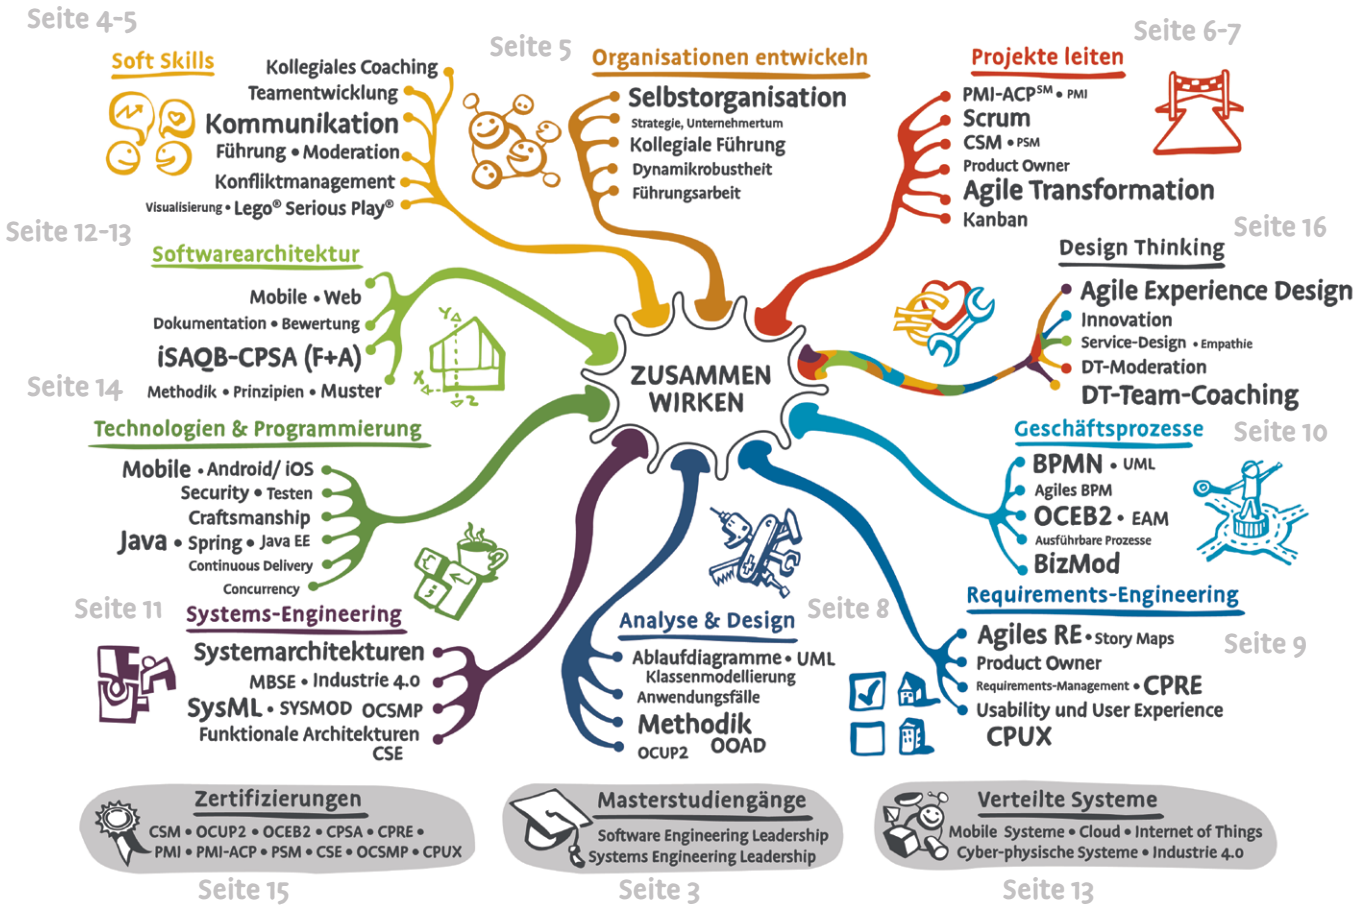 Seite 4-5
Soft Skills
Kollegiales Coaching
Teamentwicklung
Kommunikation
Führung • Moderation
Konfliktmanagement
Visualisierung • Lego® Serious Play®
Seite 5
Organisationen entwickeln
Selbstorganisation
Strategie, Unternehmertum
Kollegiale Führung
Dynamikrobustheit
Führungsarbeit
Seite 6-7
Projekte leiten
PMI-ACP℠ • PMI
Scrum
CSM • PSM
Product Owner
Agile Transformation
Kanban
Seite 12-13
Softwarearchitektur
Mobile • Web
Dokumentation • Bewertung
iSAQB-CPSA (F+A)
Methodik • Prinzipien • Muster
Y
X
Z
ZUSAMMEN
WIRKEN
Seite 16
Design Thinking
Agile Experience Design
Innovation
Service-Design • Empathie
DT-Moderation
DT-Team-Coaching
Seite 14
Technologien & Programmierung
Mobile • Android/ iOS
Security • Testen
Craftsmanship
Java • Spring • Java EE
Continuous Delivery
Concurrency
Geschäftsprozesse
Seite 10
BPMN • UML
Agiles BPM
OCEB2 • EAM
Ausführbare Prozesse
BizMod
Seite 11
Systems-Engineering
Systemarchitekturen
MBSE • Industrie 4.0
SysML • SYSMOD OCSMP
Funktionale Architekturen
CSE
Analyse & Design
Seite 8
Ablaufdiagramme • UML
Klassenmodellierung
Anwendungsfälle
Methodik
OCUP2 OOAD
Requirements-Engineering
Seite 9
Agiles RE • Story Maps
Product Owner
Requirements-Management • CPRE
Usability und User Experience
CPUX
Zertifizierungen
CSM • OCUP2 • OCEB2 • CPSA • CPRE •
PMI • PMI-ACP • PSM • CSE • OCSMP • CPUX
Seite 15
Masterstudiengänge
Software Engineering Leadership
Systems Engineering Leadership
Seite 3
Verteilte Systeme
Mobile Systeme • Cloud • Internet of Things
Cyber-physische Systeme • Industrie 4.0
Seite 13